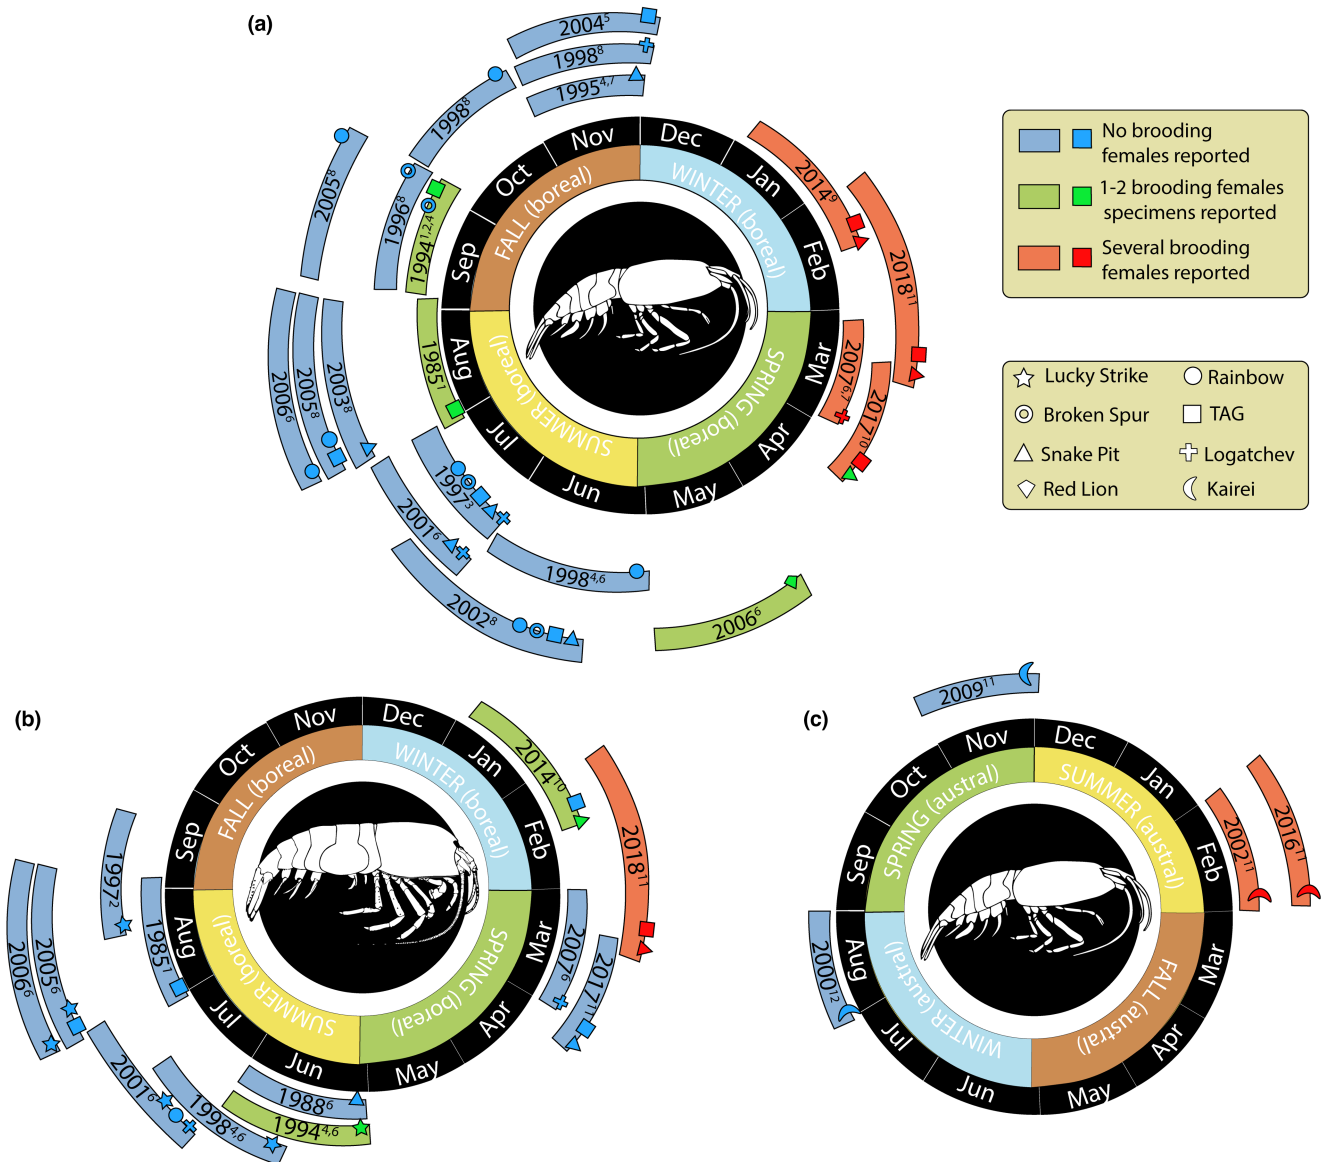 (a)
2004⁵
1998⁸
1995⁴,⁷
1998⁸
2005⁸
1996⁸
1994¹,²,⁴
1985¹
2003⁸
2005⁸
2006⁶
1997³
2001⁶
1998⁴,⁶
2002⁸
2006⁶
2014⁹
2018¹¹
2007⁶,⁷
2017¹⁰
Dec
Jan
Feb
Mar
Apr
May
Jun
Jul
Aug
Sep
Oct
Nov
WINTER (boreal)
SPRING (boreal)
SUMMER (boreal)
FALL (boreal)
No brooding
females reported
1-2 brooding females
specimens reported
Several brooding
females reported
Lucky Strike
Rainbow
Broken Spur
TAG
Snake Pit
Logatchev
Red Lion
Kairei
(b)
2014¹⁰
2018¹¹
2007⁶
2017¹¹
1988⁶
1994⁴,⁶
1998⁴,⁶
2001⁶
1985¹
1997²
2005⁶
2006⁶
Dec
Jan
Feb
Mar
Apr
May
Jun
Jul
Aug
Sep
Oct
Nov
WINTER (boreal)
SPRING (boreal)
SUMMER (boreal)
FALL (boreal)
(c)
2009¹¹
2016¹¹
2002¹¹
2000¹²
Dec
Jan
Feb
Mar
Apr
May
Jun
Jul
Aug
Sep
Oct
Nov
SUMMER (austral)
FALL (austral)
WINTER (austral)
SPRING (austral)